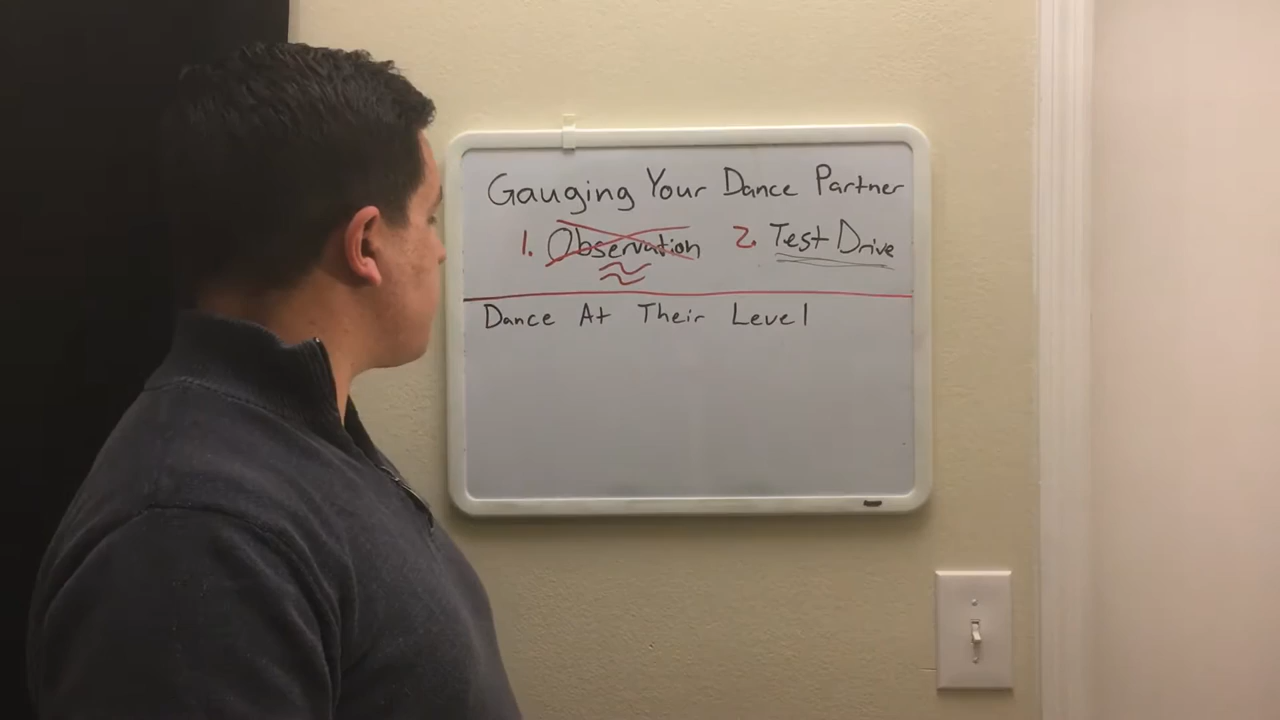 Gauging Your Dance Partner
1. Observation 2. Test Drive
Dance At Their Level